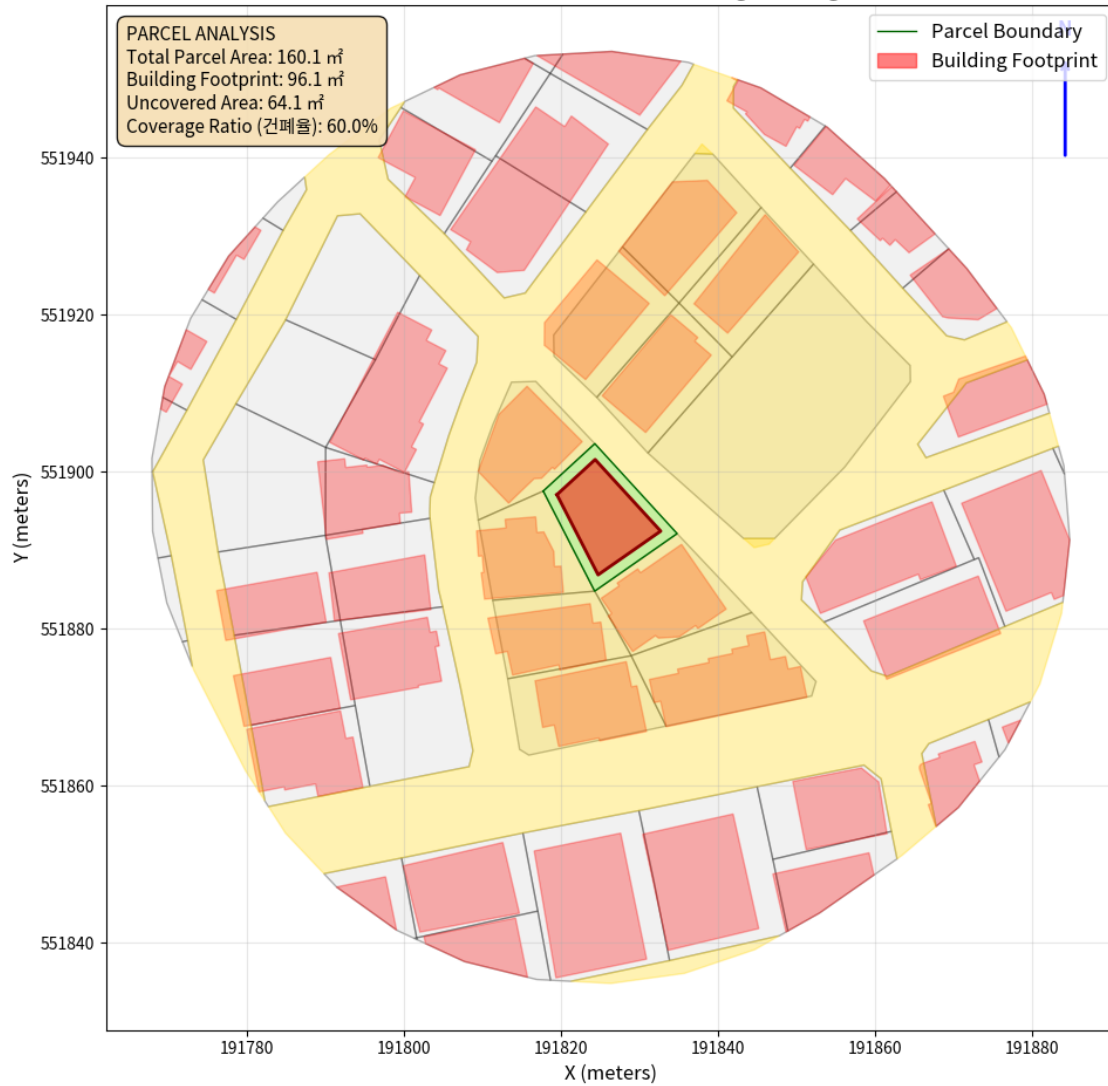 PARCEL ANALYSIS
Total Parcel Area: 160.1 ㎡
Building Footprint: 96.1 ㎡
Uncovered Area: 64.1 ㎡
Coverage Ratio (건폐율): 60.0%
Parcel Boundary
Building Footprint
N
551940
551920
551900
551880
551860
551840
Y (meters)
191780
191800
191820
191840
191860
191880
X (meters)